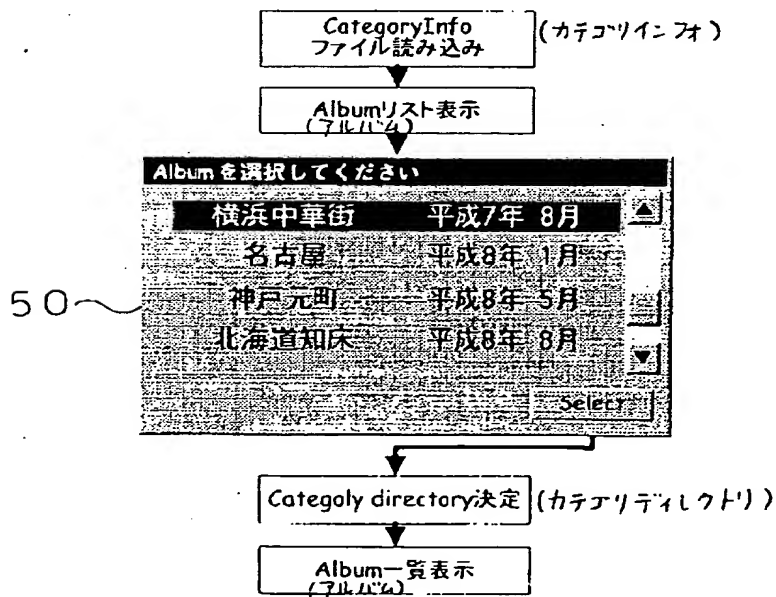 CategoryInfo
ファイル読み込み
(カテゴリインフォ)
Albumリスト表示
(アルバム)
Albumを選択してください
横浜中華街 平成7年 8月
名古屋 平成8年 1月
神戸元町 平成8年 5月
北海道知床 平成8年 8月
50
Select
Categoly directory決定
(カテゴリディレクトリ)
Album一覧表示
(アルバム)